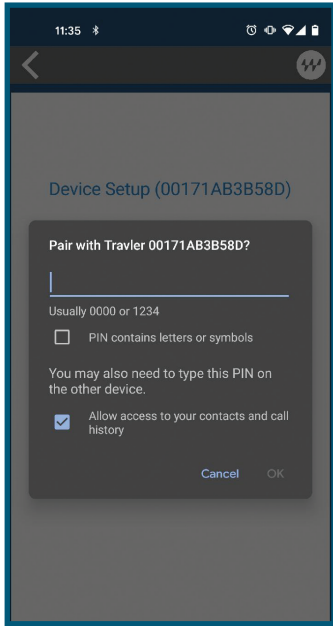 11:35
Device Setup (00171AB3B58D)
Pair with Travler 00171AB3B58D?
Usually 0000 or 1234
PIN contains letters or symbols
You may also need to type this PIN on
the other device.
Allow access to your contacts and call
history
Cancel OK